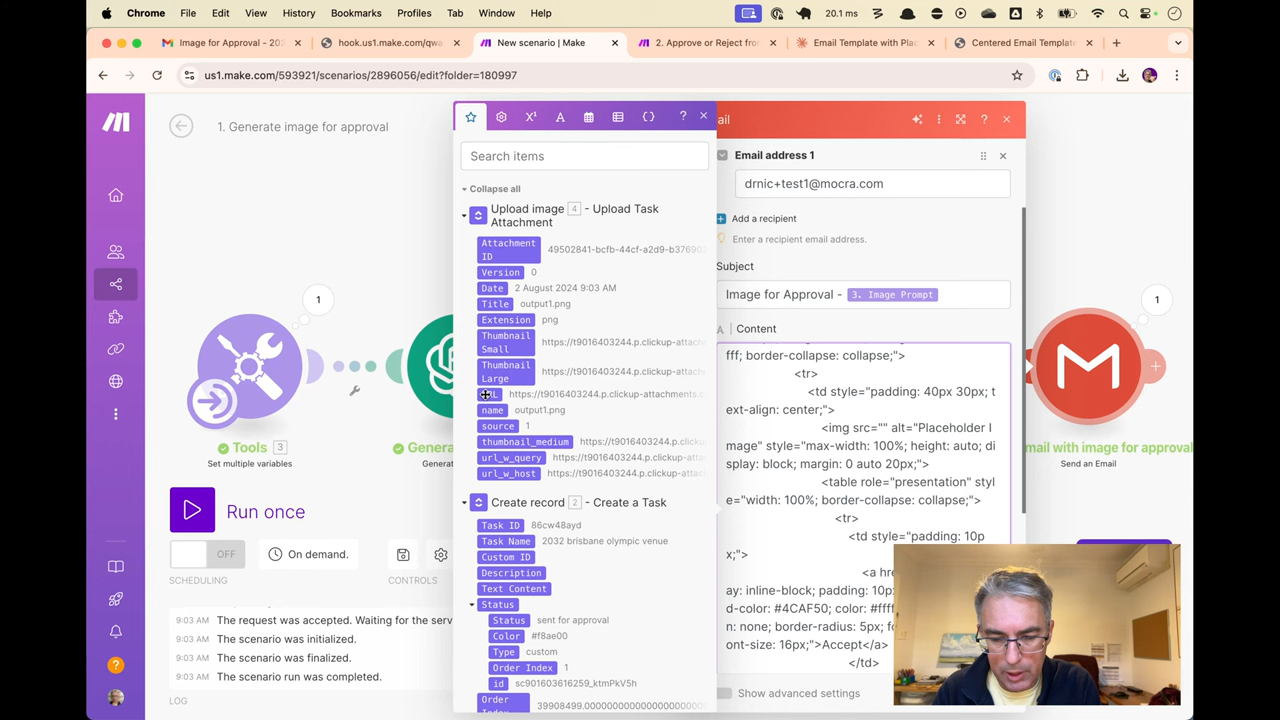 Chrome File Edit View History Bookmarks Profiles Tab Window Help 20.1 ms
Image for Approval - 202
hook.us1.make.com/qwa
New scenario | Make
2. Approve or Reject from
Email Template with Plac
Centered Email Template
us1.make.com/593921/scenarios/2896056/edit?folder=180997
1. Generate image for approval
Search items
Collapse all
Upload image 4 - Upload Task
Attachment
Attachment
ID
49502841-bcfb-44cf-a2d9-b376902
Version 0
Date 2 August 2024 9:03 AM
Title output1.png
Extension png
Thumbnail
Small
https://t9016403244.p.clickup-attach
Thumbnail
Large
https://t9016403244.p.clickup-attach
URL https://t9016403244.p.clickup-attachments.c
name output1.png
source 1
thumbnail_medium https://t9016403244.p.clicku
url_w_query https://t9016403244.p.clickup-atta
url_w_host https://t9016403244.p.clickup-attac
Create record 2 - Create a Task
Task ID 86cw48ayd
Task Name 2032 brisbane olympic venue
Custom ID
Description
Text Content
Status
Status sent for approval
Color #f8ae00
Type custom
Order Index 1
id sc901603616259_ktmPkV5h
Order
39908499.0000000000000000000000
ail
Email address 1
drnic+test1@mocra.com
Add a recipient
Enter a recipient email address.
Subject
Image for Approval - 3. Image Prompt
A Content
fff; border-collapse: collapse;">
<tr>
<td style="padding: 40px 30px; t
ext-align: center;">
<img src="" alt="Placeholder I
mage" style="max-width: 100%; height: auto; di
splay: block; margin: 0 auto 20px;">
<table role="presentation" styl
e="width: 100%; border-collapse: collapse;">
<tr>
<td style="padding: 10p
x;">
<a hre
ay: inline-block; padding: 10px
d-color: #4CAF50; color: #ffff
n: none; border-radius: 5px; f
ont-size: 16px;">Accept</a>
</td>
Show advanced settings
1
Tools 3
Set multiple variables
Genera
Generat
1
mail with image for approval
Send an Email
Run once
OFF
On demand.
SCHEDULING
CONTROLS
9:03 AM The request was accepted. Waiting for the serv
9:03 AM The scenario was initialized.
9:03 AM The scenario was finalized.
9:03 AM The scenario run was completed.
LOG